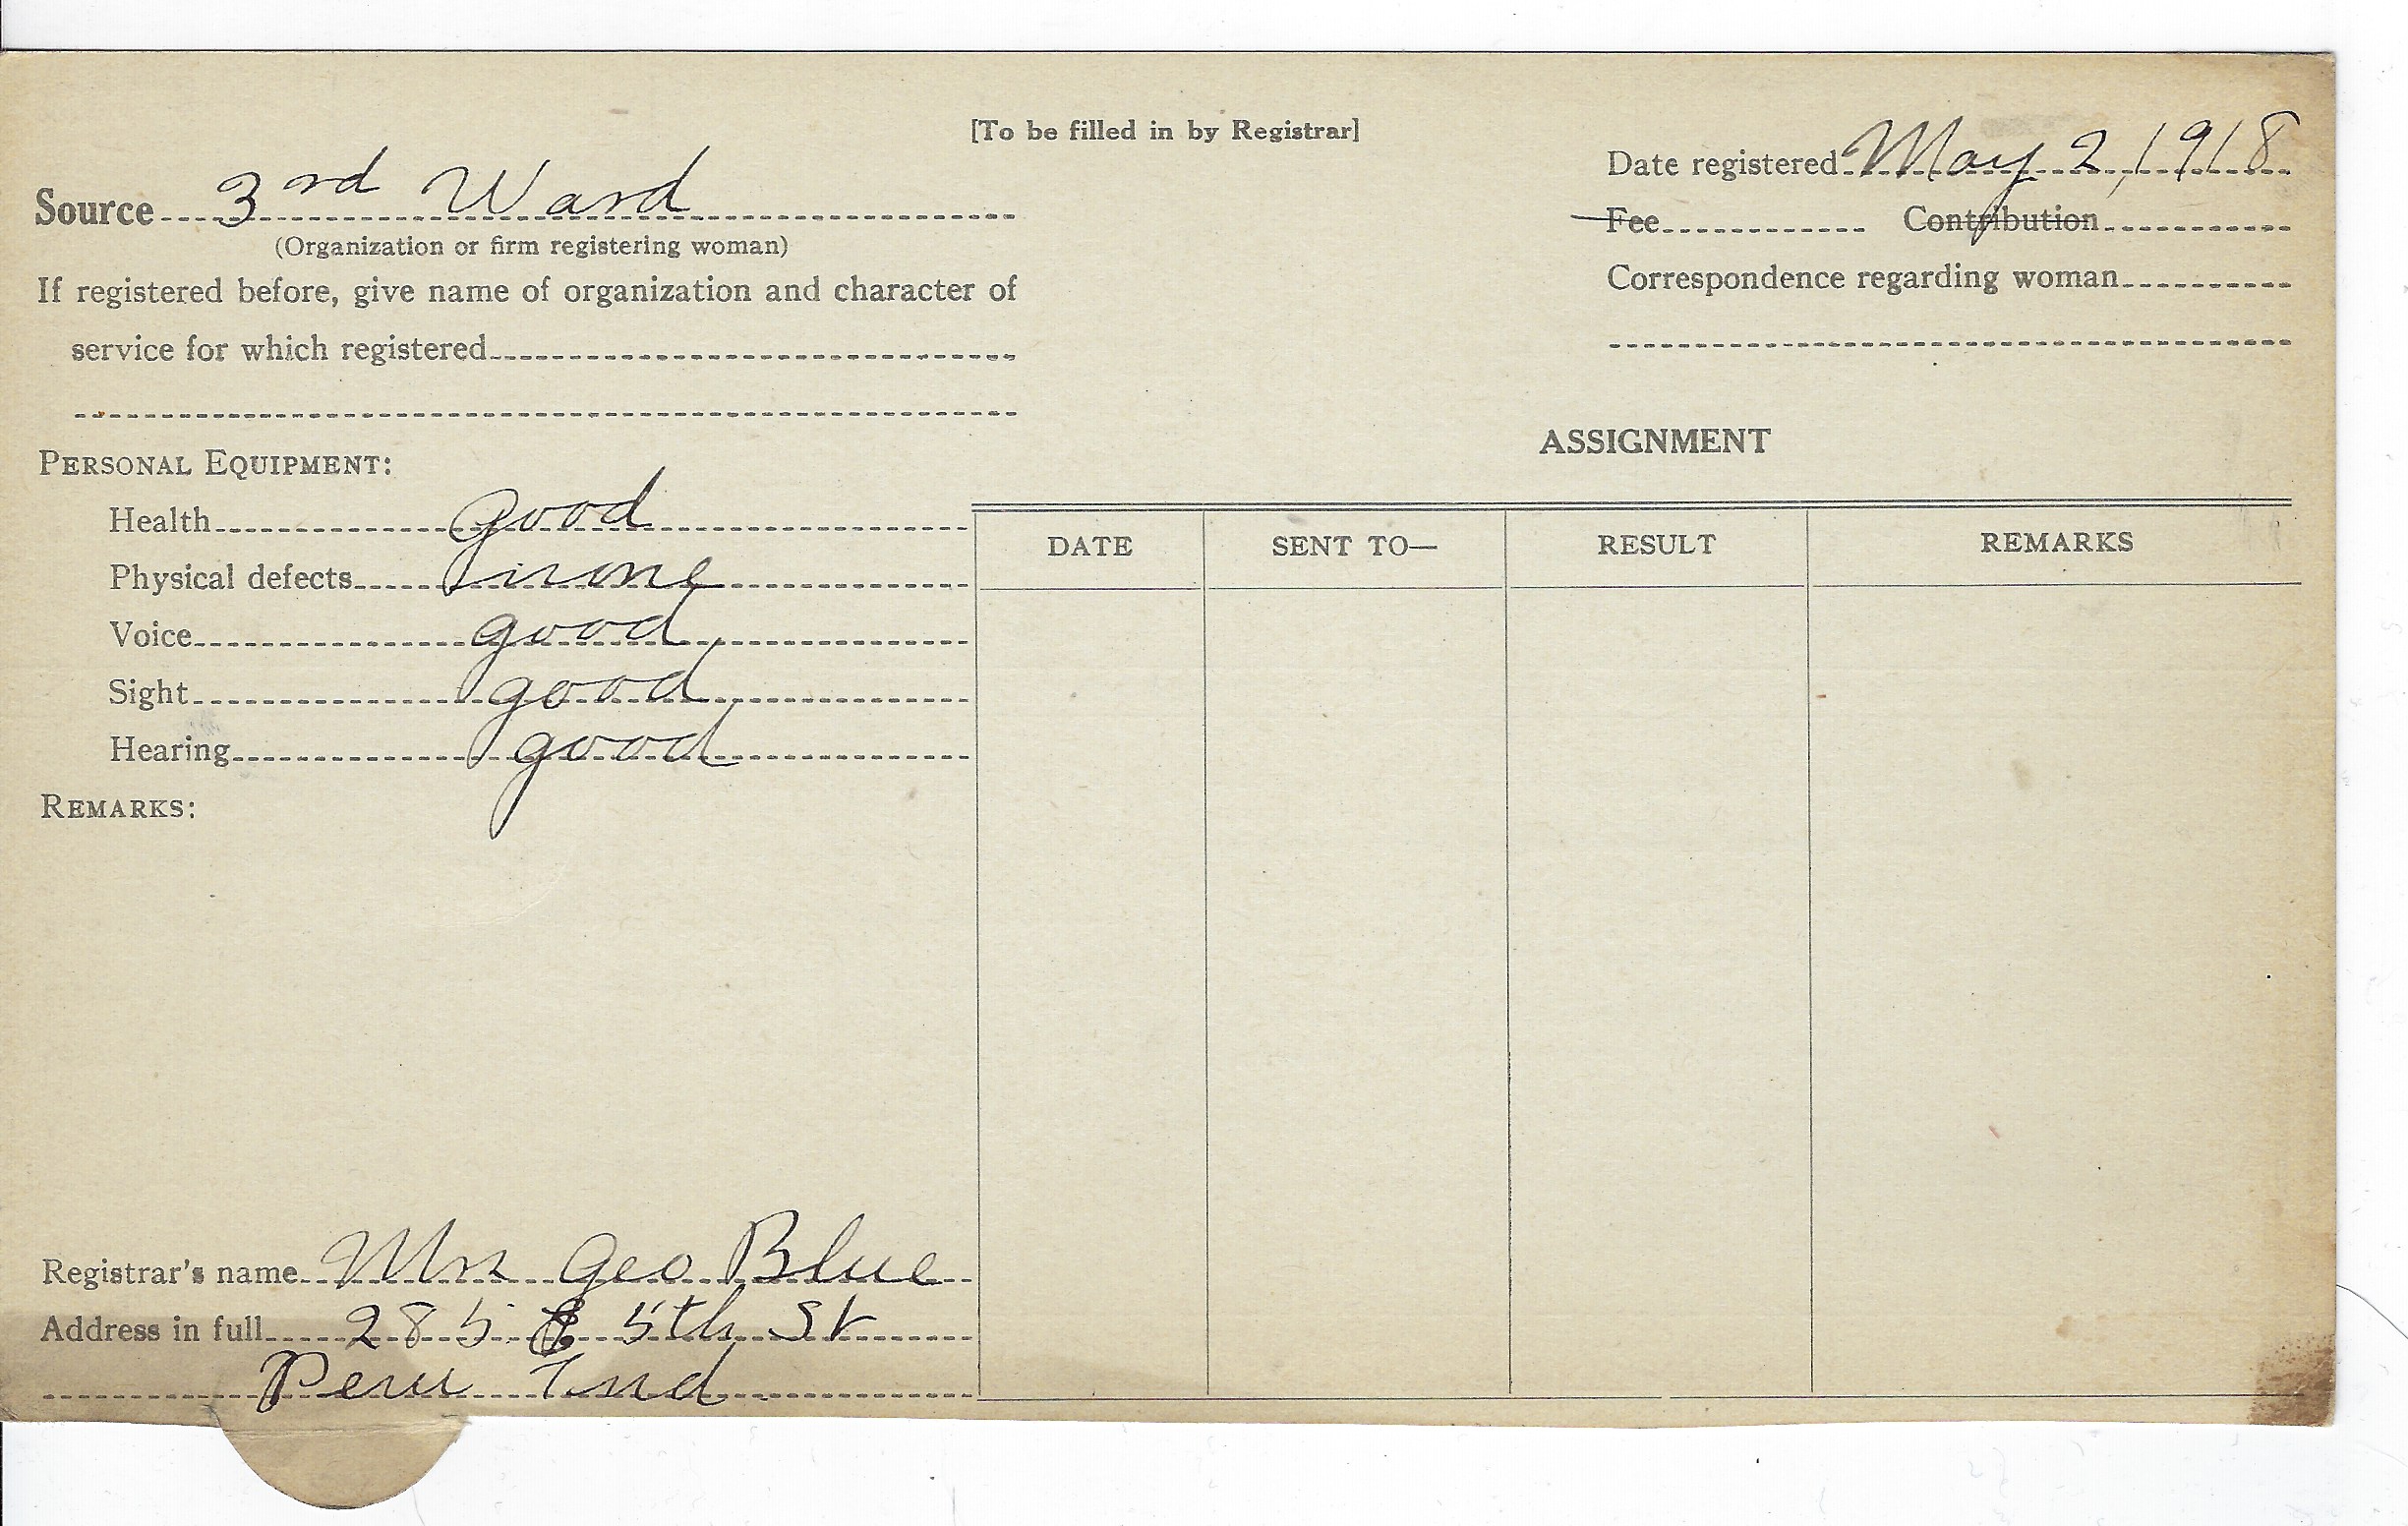 [To be filled in by Registrar]
Source 3rd Ward
(Organization or firm registering woman)
If registered before, give name of organization and character of
service for which registered
Date registered May 2, 1918
Fee Contribution
Correspondence regarding woman
PERSONAL EQUIPMENT:
Health good
Physical defects none
Voice good
Sight good
Hearing good
REMARKS:
ASSIGNMENT
DATE SENT TO— RESULT REMARKS
Registrar's name Mrs Geo Blue
Address in full 285 E 5th St
Peru Ind